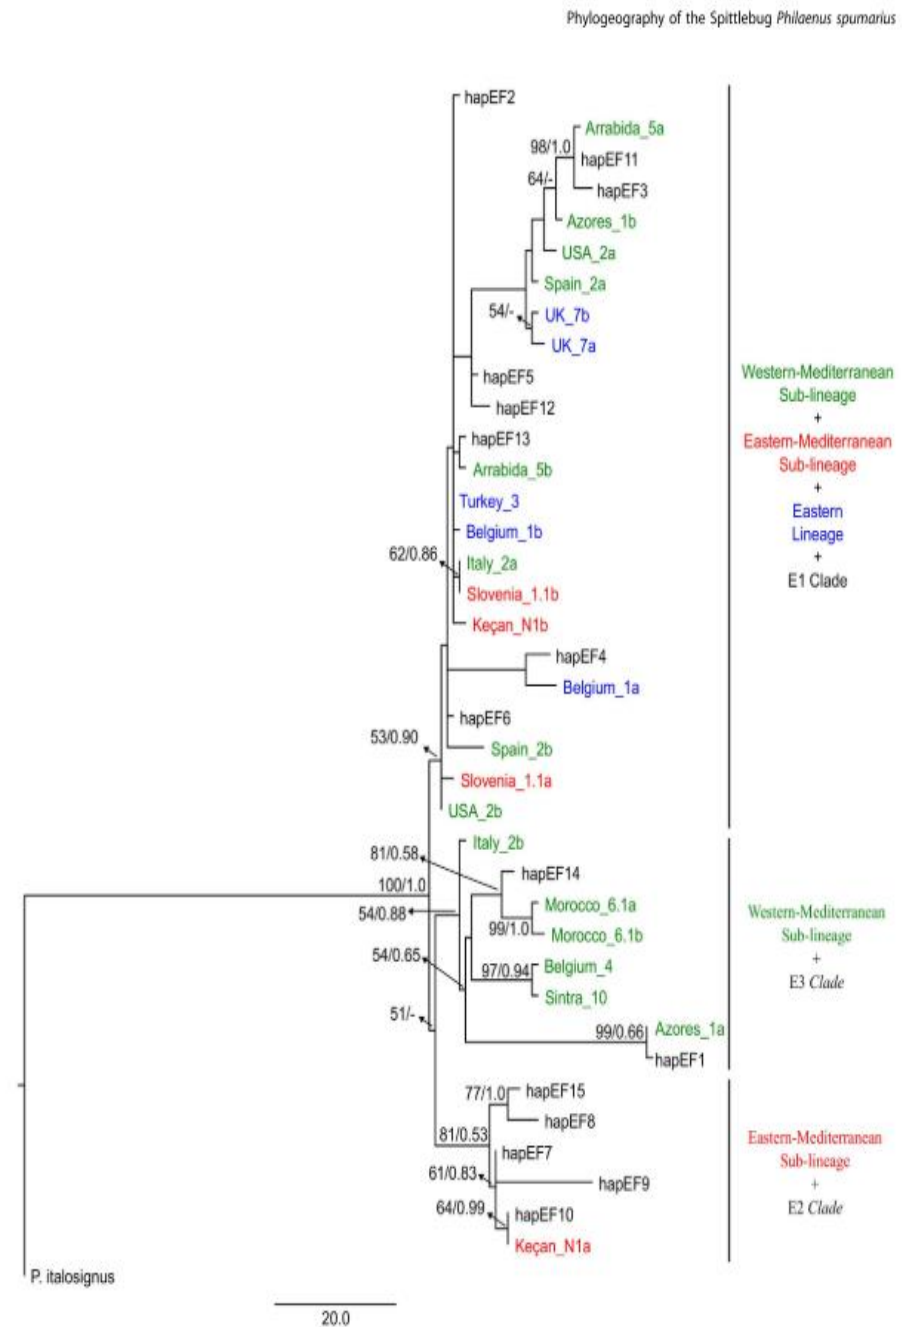 Phylogeography of the Spittlebug Philaenus spumarius
hapEF2
Arrabida_5a
98/1.0
hapEF11
64/-
hapEF3
Azores_1b
USA_2a
Spain_2a
54/-
UK_7b
UK_7a
hapEF5
hapEF12
hapEF13
Arrabida_5b
Turkey_3
Belgium_1b
62/0.86
Italy_2a
Slovenia_1.1b
Keçan_N1b
hapEF4
Belgium_1a
hapEF6
53/0.90
Spain_2b
Slovenia_1.1a
USA_2b
Western-Mediterranean
Sub-lineage
+
Eastern-Mediterranean
Sub-lineage
+
Eastern
Lineage
+
E1 Clade
Italy_2b
81/0.58
hapEF14
100/1.0
Morocco_6.1a
54/0.88
99/1.0
Morocco_6.1b
54/0.65
97/0.94
Belgium_4
Sintra_10
51/-
99/0.66
Azores_1a
hapEF1
Western-Mediterranean
Sub-lineage
+
E3 Clade
77/1.0
hapEF15
hapEF8
81/0.53
hapEF7
61/0.83
hapEF9
64/0.99
hapEF10
Keçan_N1a
Eastern-Mediterranean
Sub-lineage
+
E2 Clade
P. italosignus
20.0